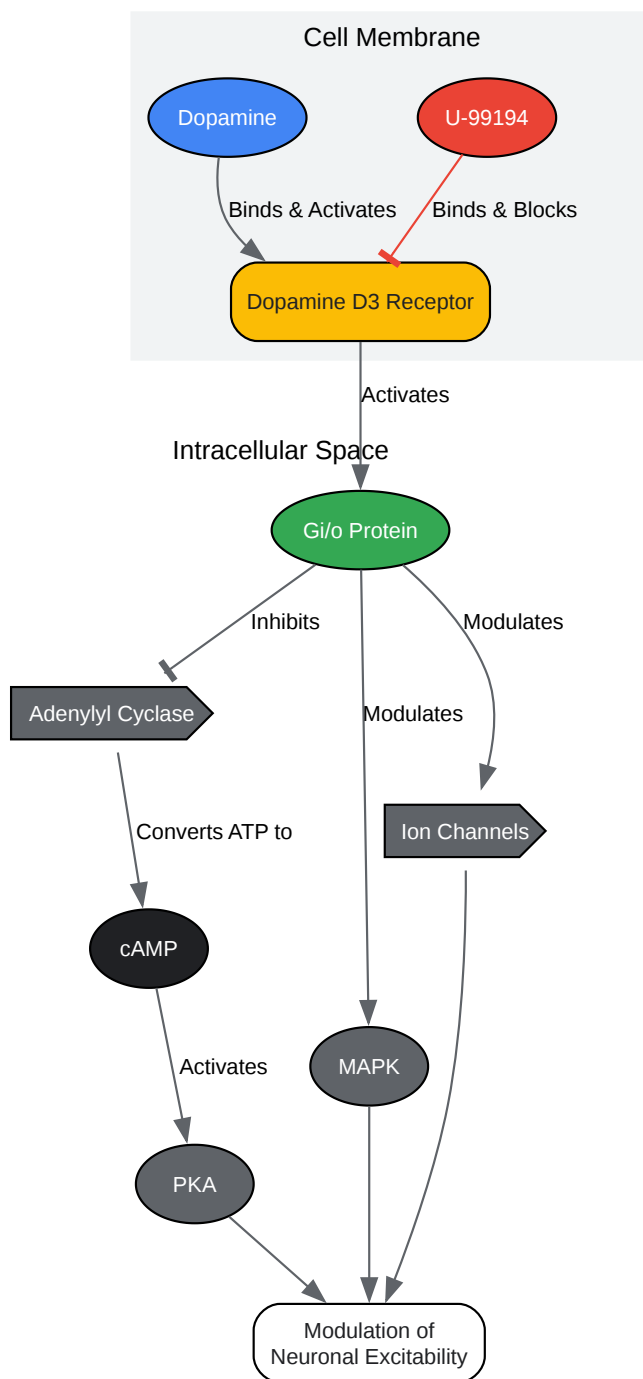 Cell Membrane
Dopamine
U-99194
Binds & Activates
Binds & Blocks
Dopamine D3 Receptor
Activates
Intracellular Space
Gi/o Protein
Inhibits
Modulates
Adenylyl Cyclase
Modulates
Converts ATP to
Ion Channels
cAMP
Activates
MAPK
PKA
Modulation of
Neuronal Excitability